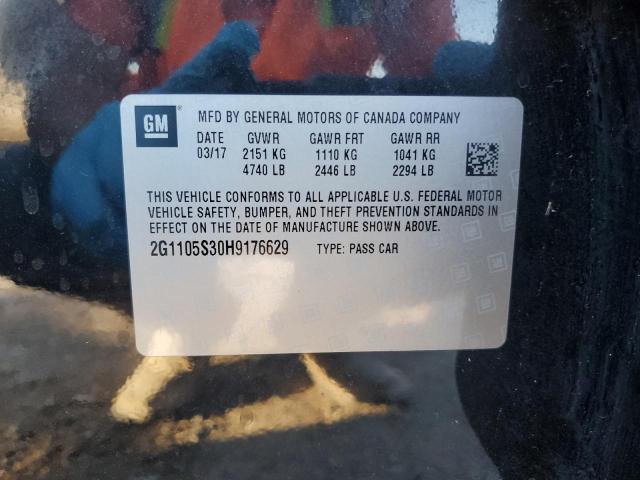 GM® MFD BY GENERAL MOTORS OF CANADA COMPANY
DATE GVWR GAWR FRT GAWR RR
03/17 2151 KG 1110 KG 1041 KG
4740 LB 2446 LB 2294 LB
THIS VEHICLE CONFORMS TO ALL APPLICABLE U.S. FEDERAL MOTOR
VEHICLE SAFETY, BUMPER, AND THEFT PREVENTION STANDARDS IN
EFFECT ON THE DATE OF MANUFACTURE SHOWN ABOVE.
2G1105S30H9176629 TYPE: PASS CAR